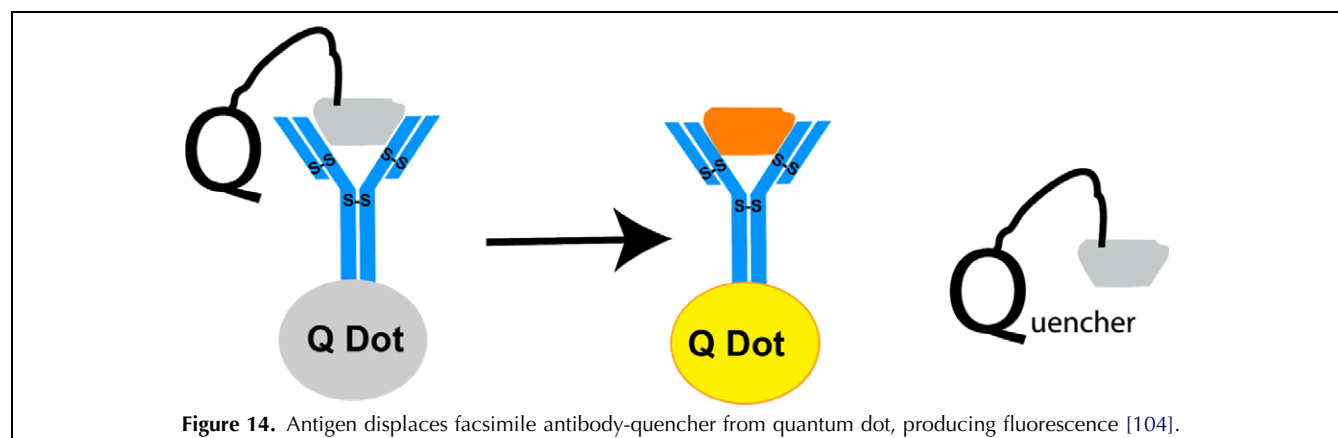 Q
S-S
S-S
S-S
Q Dot
S-S
S-S
S-S
Q Dot
Quencher
Figure 14. Antigen displaces facsimile antibody-quencher from quantum dot, producing fluorescence [104].